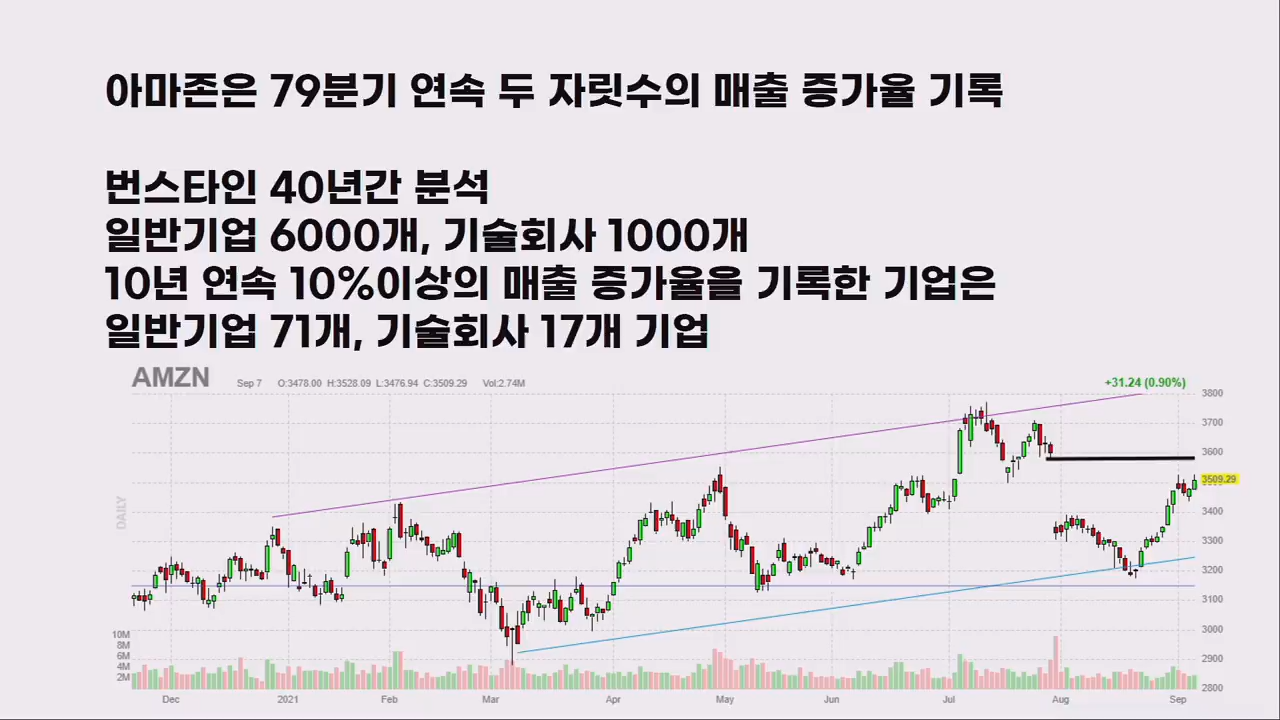 아마존은 79분기 연속 두 자릿수의 매출 증가율 기록
번스타인 40년간 분석
일반기업 6000개, 기술회사 1000개
10년 연속 10%이상의 매출 증가율을 기록한 기업은
일반기업 71개, 기술회사 17개 기업
AMZN Sep 7 O:3478.00 H:3528.09 L:3476.94 C:3509.29 Vol:2.74M +31.24 (0.90%)
3800
3700
3600
3509.29
3400
3300
3200
3100
3000
2900
2800
DAILY
10M
8M
6M
4M
2M
Dec 2021 Feb Mar Apr May Jun Jul Aug Sep